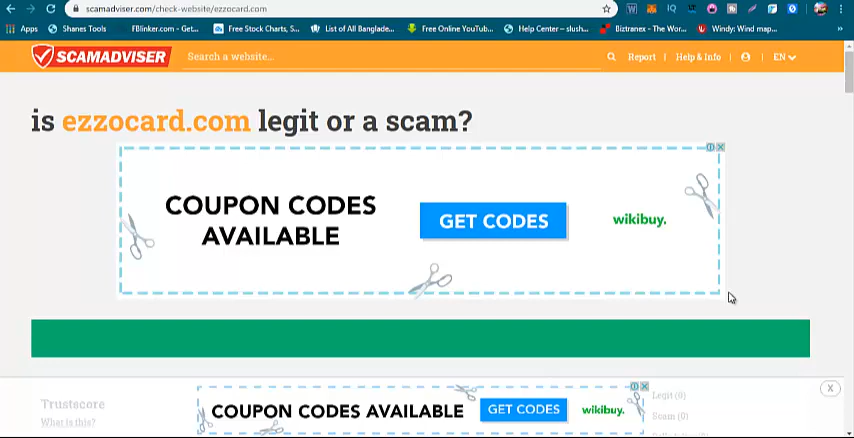 scamadviser.com/check-website/ezzocard.com
Apps
Shanes Tools
FBlinker.com - Get...
Free Stock Charts, S...
List of All Banglade...
Free Online YouTub...
Help Center – slush...
Biztranex - The Wor...
Windy: Wind map...
»
SCAMADVISER
Search a website...
Report | Help & Info | | EN
is ezzocard.com legit or a scam?
COUPON CODES
AVAILABLE
GET CODES
wikibuy.
Trustscore
What is this?
COUPON CODES AVAILABLE
GET CODES
wikibuy.
Legit (0)
Scam (0)
X